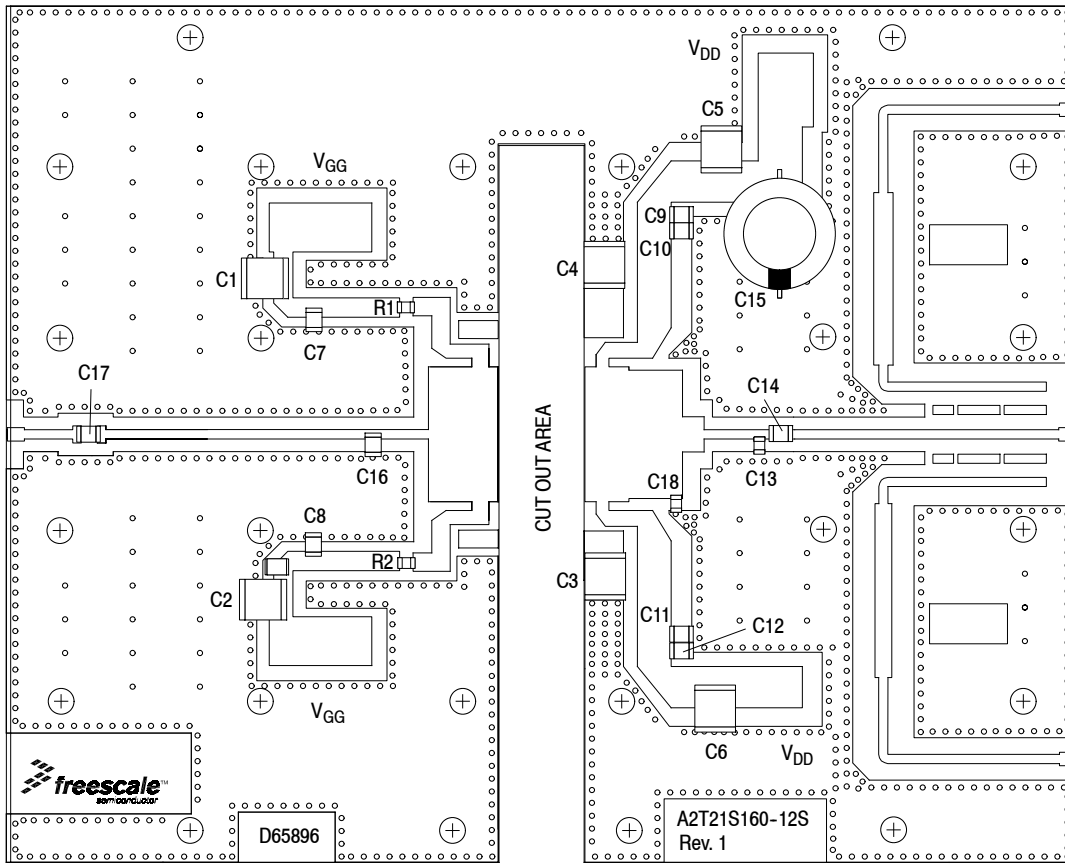 VDD
C5
VGG
C9
C10
C1
C4
C15
R1
C7
C17
C14
C16
C13
CUT OUT AREA
C18
C8
R2
C3
C2
C11
C12
VGG
C6
VDD
freescale™
semiconductor
D65896
A2T21S160-12S
Rev. 1